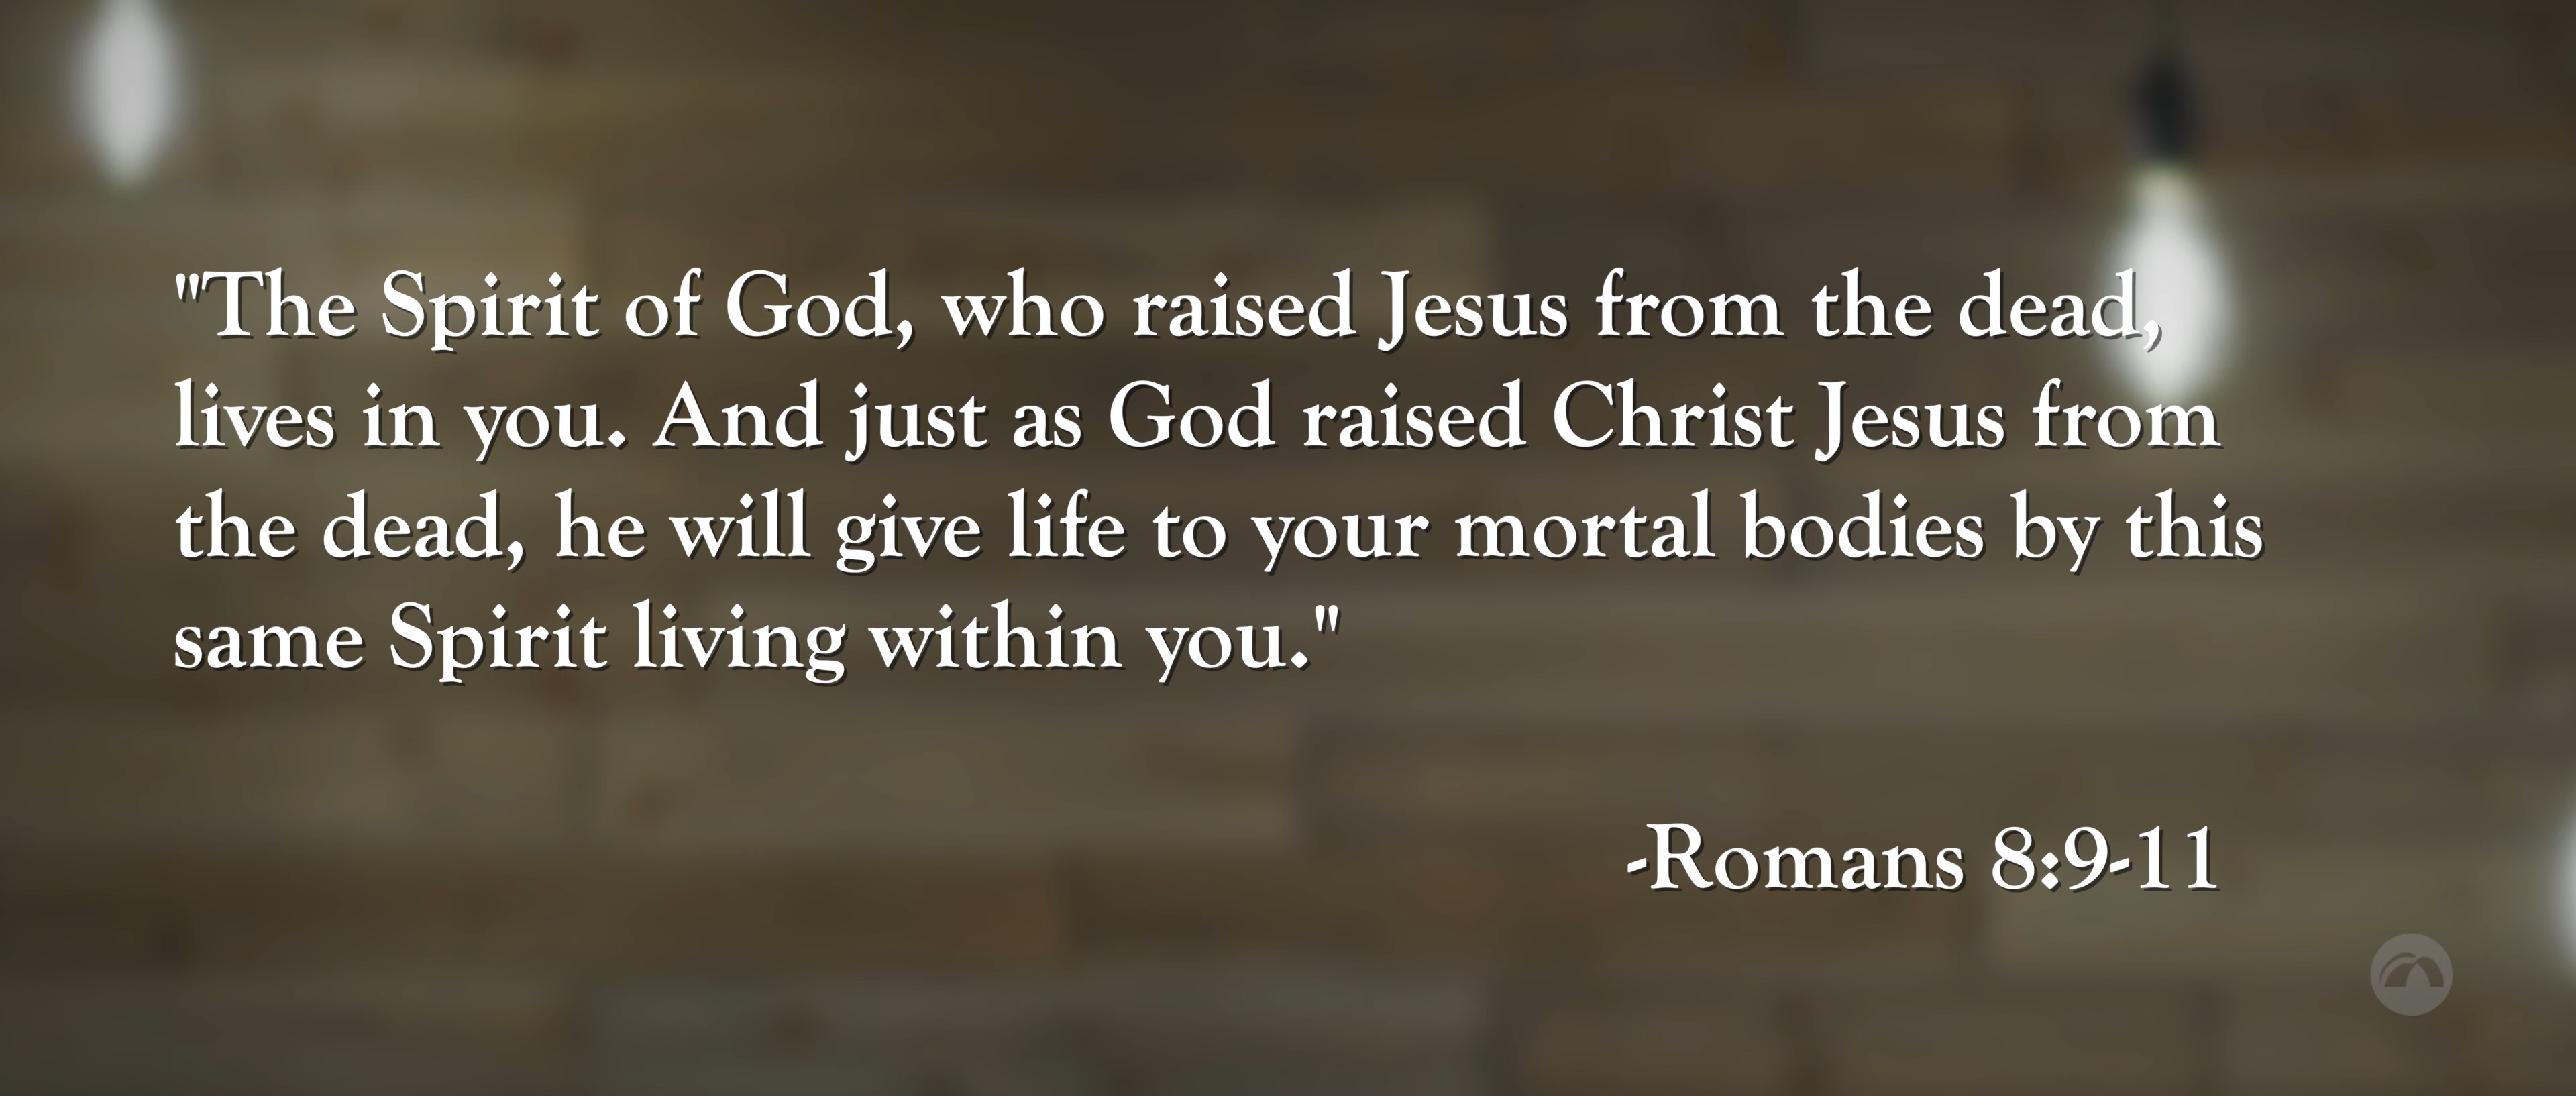 "The Spirit of God, who raised Jesus from the dead,
lives in you. And just as God raised Christ Jesus from
the dead, he will give life to your mortal bodies by this
same Spirit living within you."
-Romans 8:9-11